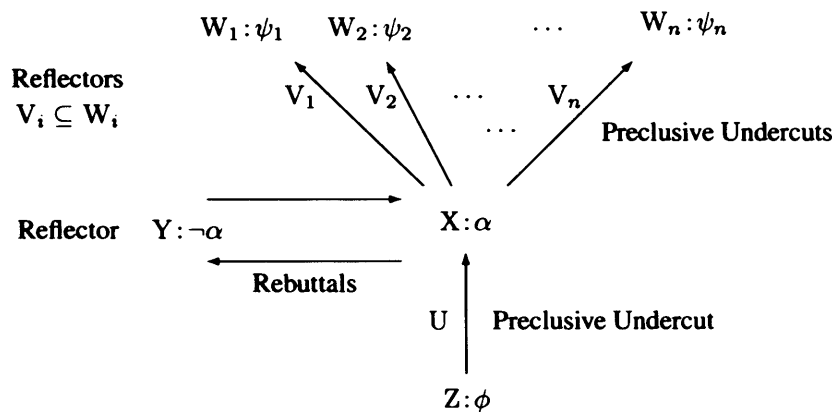 W₁ : ψ₁ W₂ : ψ₂ ⋯ Wₙ : ψₙ
Reflectors
Vᵢ ⊆ Wᵢ
V₁ V₂ ⋯ Vₙ
⋯ Preclusive Undercuts
Reflector Y : ¬α X : α
Rebuttals
U Preclusive Undercut
Z : ϕ